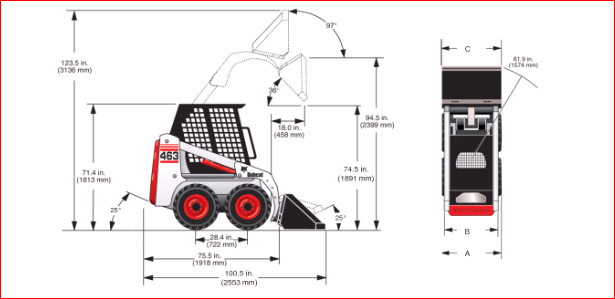 97°
C
123.5 in.
(3136 mm)
61.9 in.
(1574 mm)
36°
18.0 in.
(458 mm)
94.5 in.
(2399 mm)
71.4 in.
(1813 mm)
463
Bobcat
74.5 in.
(1891 mm)
25°
25°
28.4 in.
(722 mm)
B
75.5 in.
(1918 mm)
A
100.5 in.
(2553 mm)